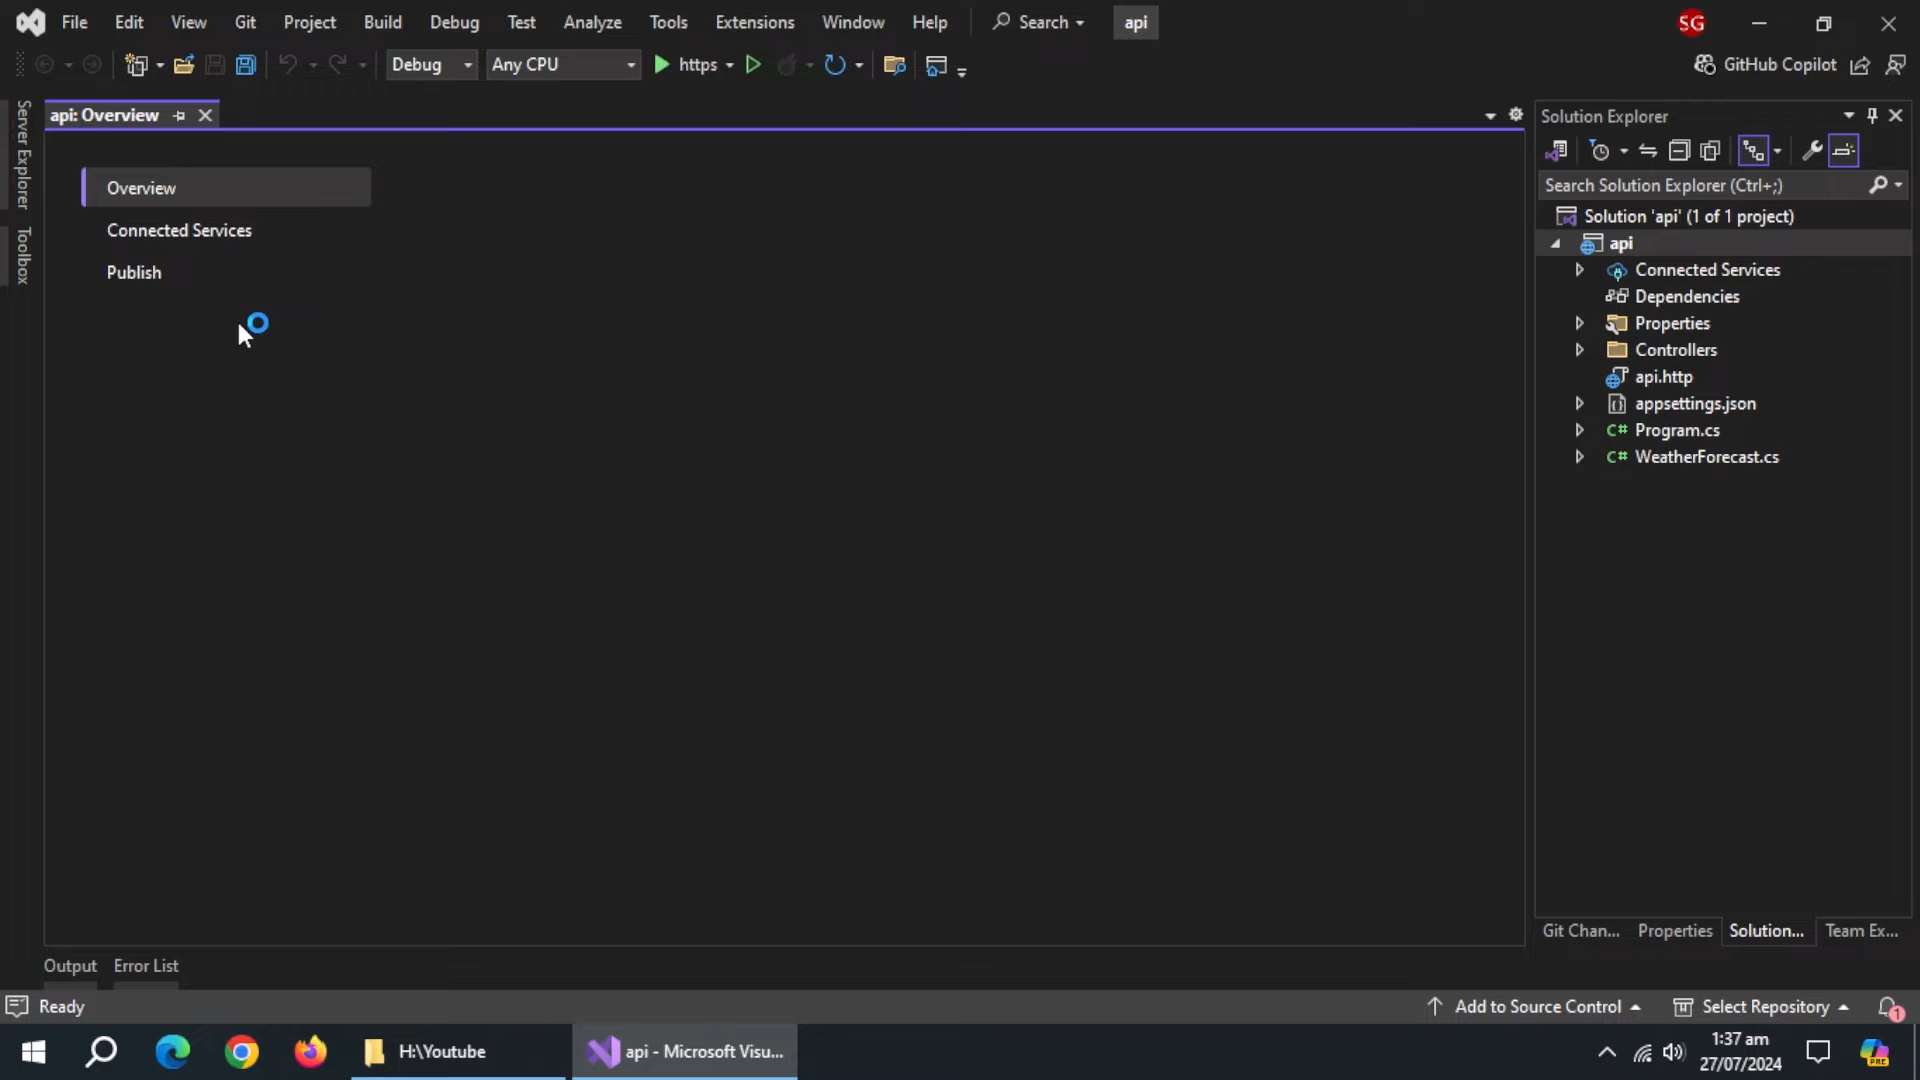 File Edit View Git Project Build Debug Test Analyze Tools Extensions Window Help Search api SG
Debug Any CPU https GitHub Copilot
Server Explorer
Toolbox
api: Overview
Overview
Connected Services
Publish
Solution Explorer
Search Solution Explorer (Ctrl+;)
Solution 'api' (1 of 1 project)
api
Connected Services
Dependencies
Properties
Controllers
api.http
appsettings.json
C# Program.cs
C# WeatherForecast.cs
Git Chan... Properties Solution... Team Ex...
Output Error List
Ready Add to Source Control Select Repository 1
H:\Youtube api - Microsoft Visu... 1:37 am
27/07/2024
PRE